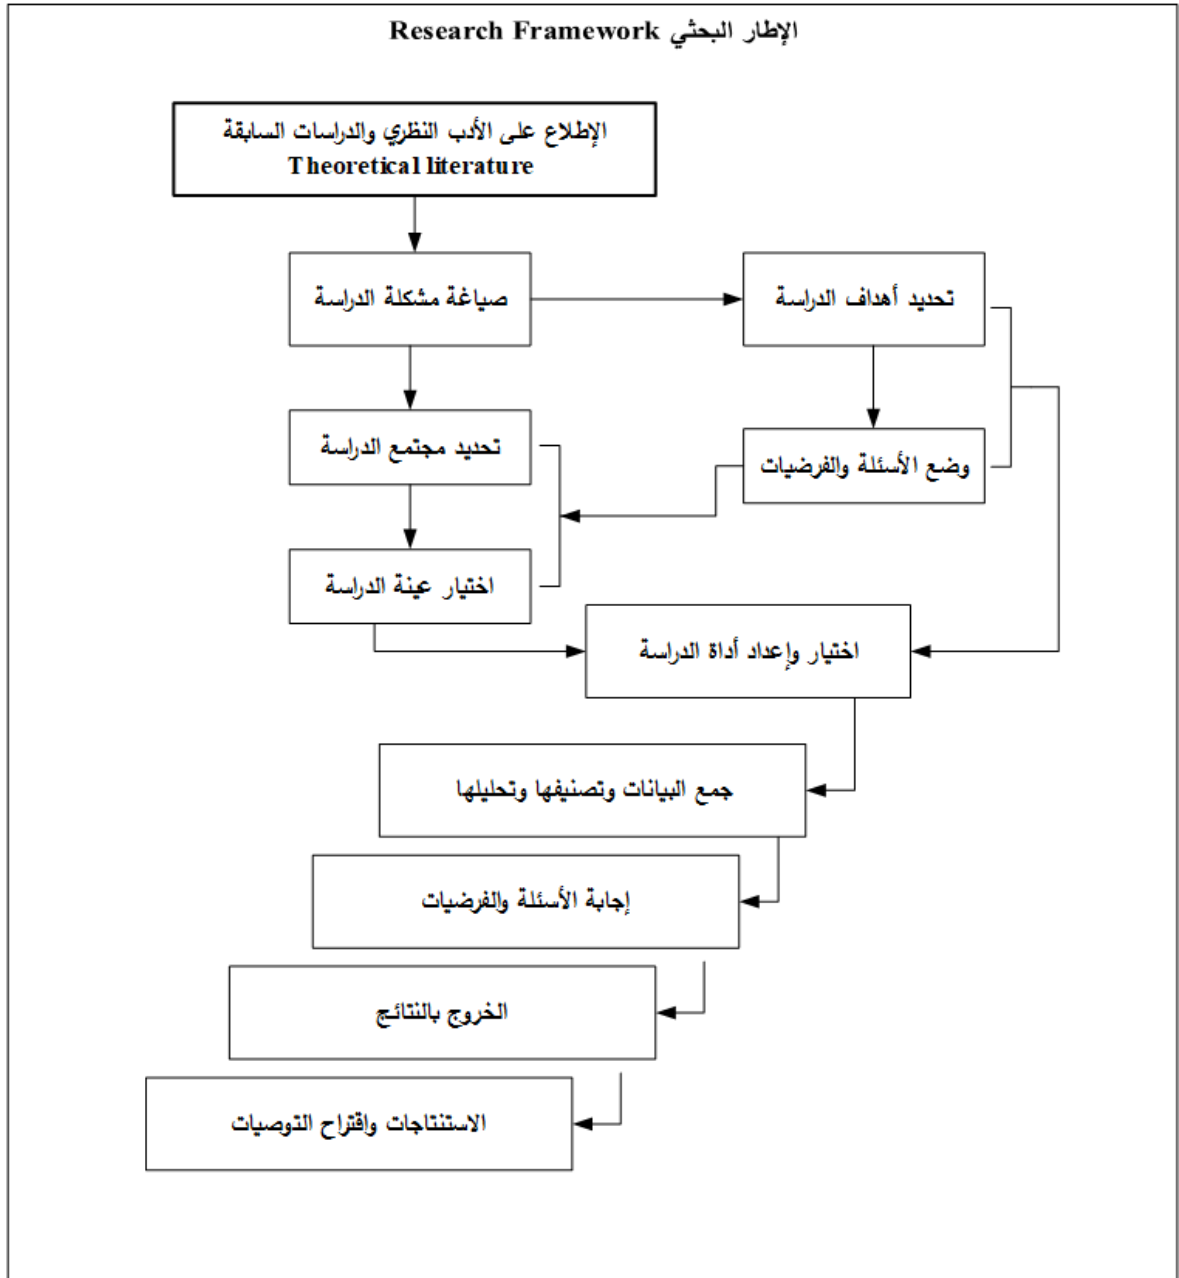 الإطار البحثي Research Framework
الإطلاع على الأدب النظري والدراسات السابقة
Theoretical literature
صياغة مشكلة الدراسة
تحديد أهداف الدراسة
تحديد مجتمع الدراسة
وضع الأسئلة والفرضيات
اختيار عينة الدراسة
اختيار وإعداد أداة الدراسة
جمع البيانات وتصنيفها وتحليلها
إجابة الأسئلة والفرضيات
الخروج بالنتائج
الاستنتاجات واقتراح التوصيات